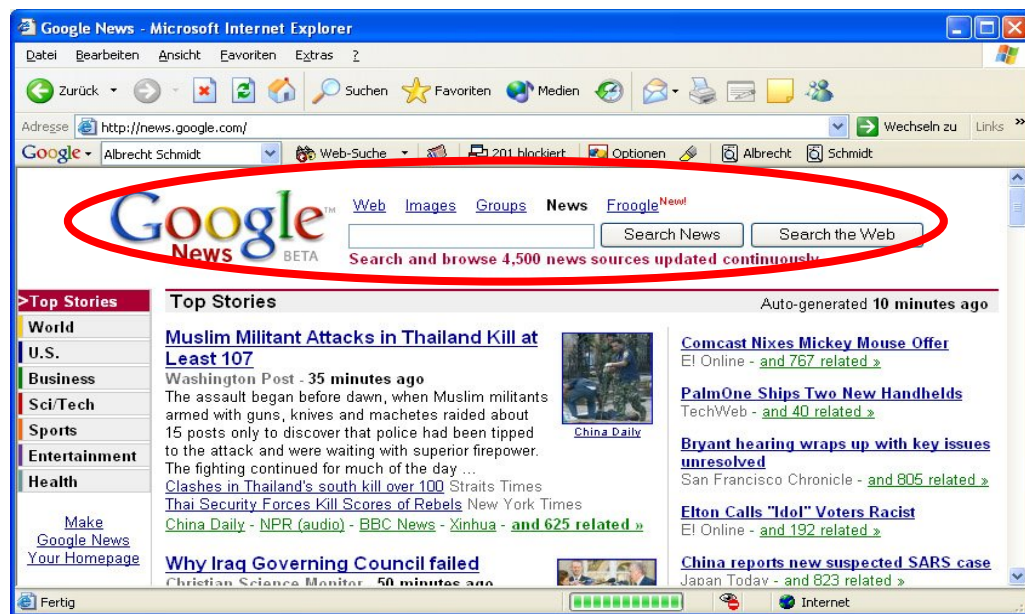 Google News - Microsoft Internet Explorer
Datei Bearbeiten Ansicht Favoriten Extras ?
Zurück Suchen Favoriten Medien
Adresse http://news.google.com/ Wechseln zu Links »
Google Albrecht Schmidt Web-Suche 201 blockiert Optionen Albrecht Schmidt
Google™ News BETA
Web Images Groups News Froogle New!
Search News Search the Web
Search and browse 4,500 news sources updated continuously
>Top Stories
World
U.S.
Business
Sci/Tech
Sports
Entertainment
Health
Make
Google News
Your Homepage
Top Stories Auto-generated 10 minutes ago
Muslim Militant Attacks in Thailand Kill at
Least 107
Washington Post - 35 minutes ago
The assault began before dawn, when Muslim militants
armed with guns, knives and machetes raided about
15 posts only to discover that police had been tipped
to the attack and were waiting with superior firepower.
The fighting continued for much of the day ...
Clashes in Thailand's south kill over 100 Straits Times
Thai Security Forces Kill Scores of Rebels New York Times
China Daily - NPR (audio) - BBC News - Xinhua - and 625 related »
China Daily
Why Iraq Governing Council failed
Christian Science Monitor 50 minutes ago
Comcast Nixes Mickey Mouse Offer
E! Online - and 767 related »
PalmOne Ships Two New Handhelds
TechWeb - and 40 related »
Bryant hearing wraps up with key issues
unresolved
San Francisco Chronicle - and 805 related »
Elton Calls "Idol" Voters Racist
E! Online - and 192 related »
China reports new suspected SARS case
Japan Today - and 823 related »
Fertig Internet